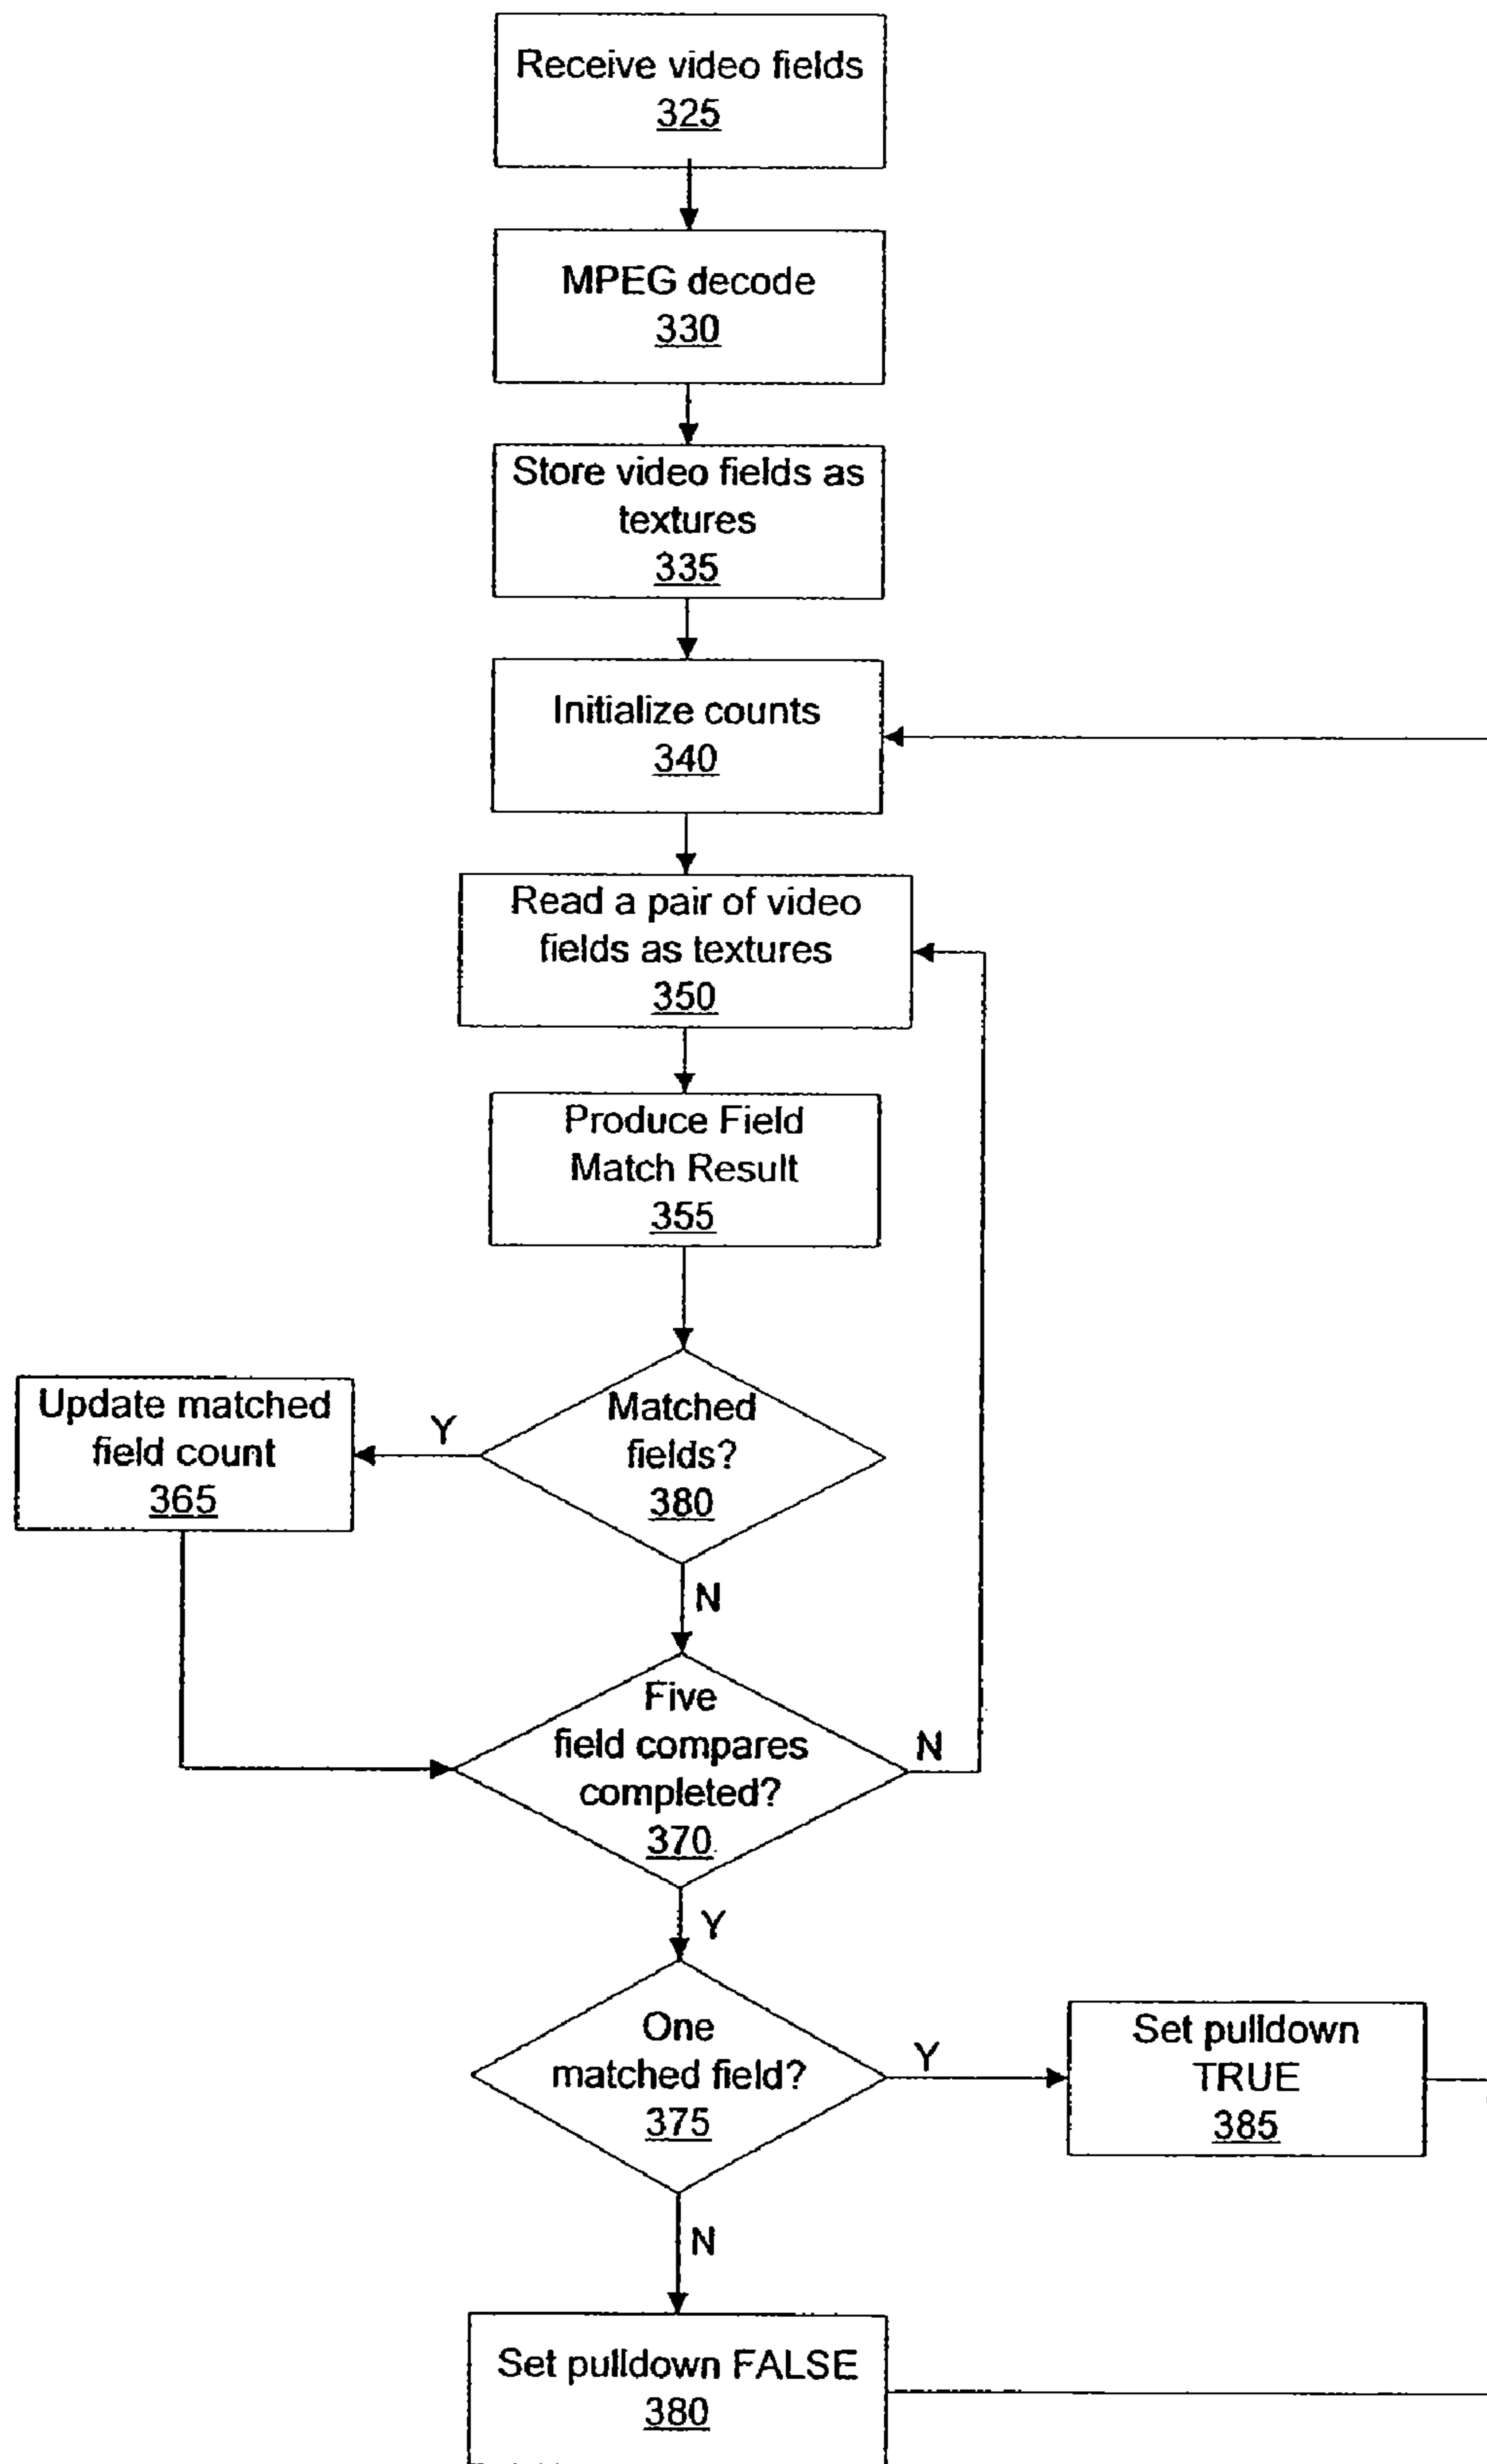 Receive video fields
325
MPEG decode
330
Store video fields as
textures
335
Initialize counts
340
Read a pair of video
fields as textures
350
Produce Field
Match Result
355
Matched
fields?
380
Y
N
Update matched
field count
365
Five
field compares
completed?
370
N
Y
One
matched field?
375
Y
N
Set pulldown
TRUE
385
Set pulldown FALSE
380